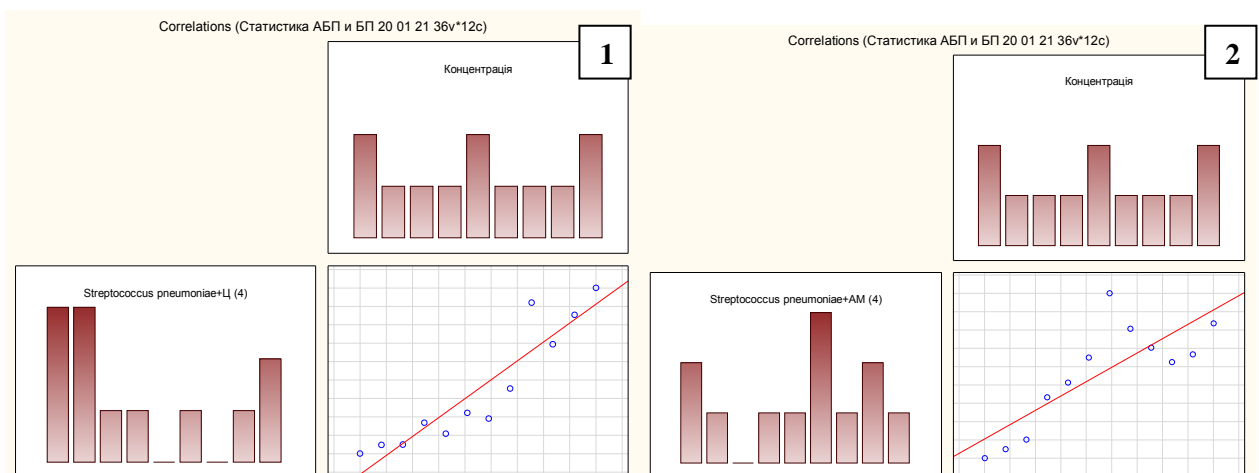 Correlations (Статистика АБП и БП 20 01 21 36v*12c)
1
Концентрація
Streptococcus pneumoniae+Ц (4)
Correlations (Статистика АБП и БП 20 01 21 36v*12c)
2
Концентрація
Streptococcus pneumoniae+АМ (4)